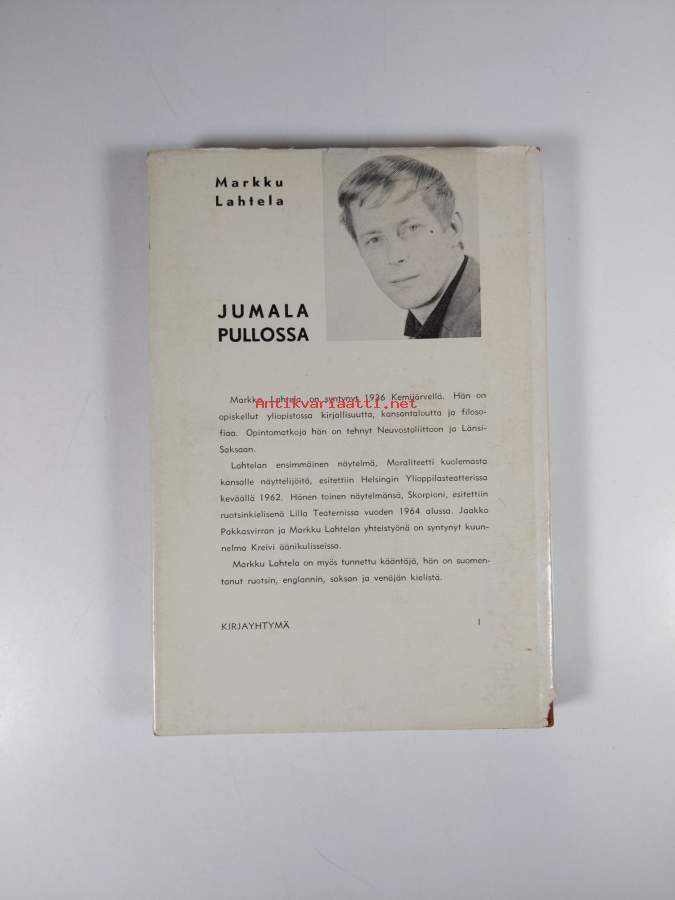 Markku
Lahtela
JUMALA
PULLOSSA
Markku Lahtela on syntynyt 1936 Kemijärvellä. Hän on
Antikvariaatti.net
opiskellut yliopistossa kirjallisuutta, kansantaloutta ja filoso-
fiaa. Opintomatkoja hän on tehnyt Neuvostoliittoon ja Länsi-
Saksaan.
Lahtelan ensimmäinen näytelmä, Moraliteetti kuolemasta
kansalle näyttelijöitä, esitettiin Helsingin Ylioppilasteatterissa
keväällä 1962. Hänen toinen näytelmänsä, Skorpioni, esitettiin
ruotsinkielisenä Lilla Teaternissa vuoden 1964 alussa. Jaakko
Pakkasvirran ja Markku Lahtelan yhteistyönä on syntynyt kuun-
nelma Kreivi äänikulisseissa.
Markku Lahtela on myös tunnettu kääntäjä, hän on suomen-
tanut ruotsin, englannin, saksan ja venäjän kielistä.
KIRJAYHTYMÄ
1